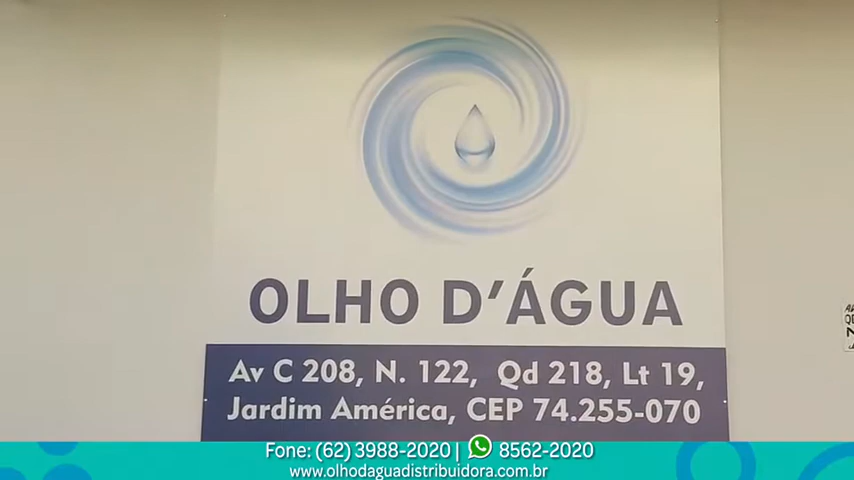 OLHO D'ÁGUA
Av C 208, N. 122, Qd 218, Lt 19,
Jardim América, CEP 74.255-070
Fone: (62) 3988-2020 | 8562-2020
www.olhodaguadistribuidora.com.br